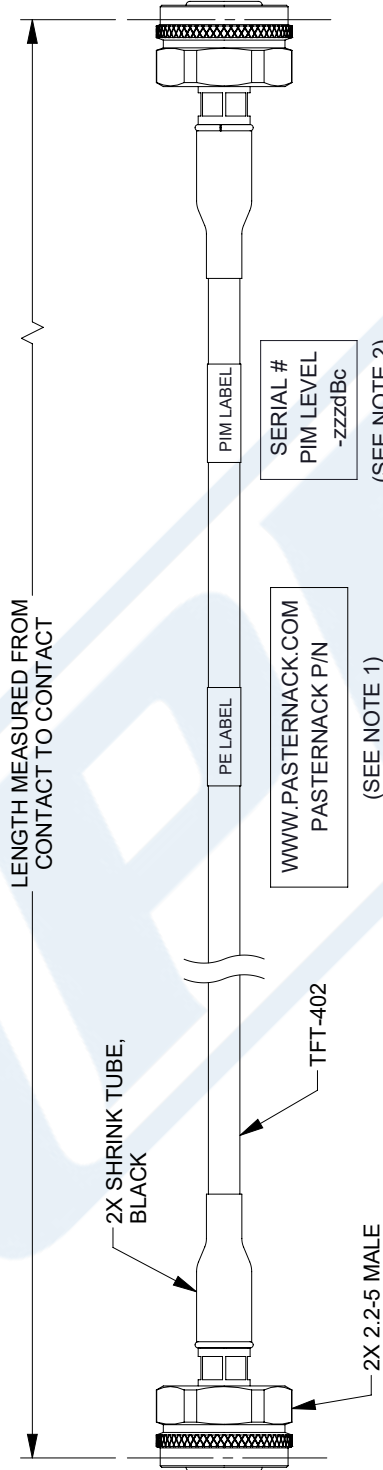 LENGTH MEASURED FROM
CONTACT TO CONTACT
2X SHRINK TUBE,
BLACK
TFT-402
2X 2.2-5 MALE
PE LABEL
PIM LABEL
WWW.PASTERNACK.COM
PASTERNACK P/N
(SEE NOTE 1)
SERIAL #
PIM LEVEL
-zzzdBc
(SEE NOTE 2)